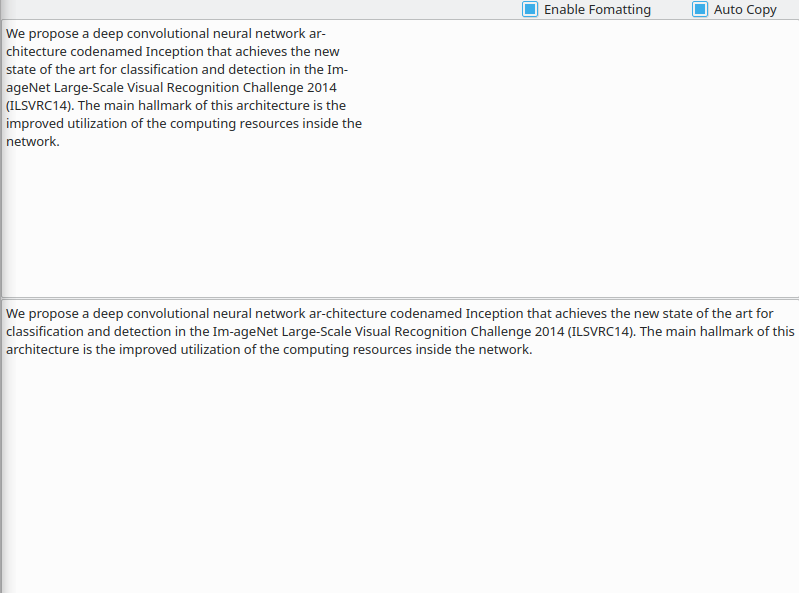 Enable Fomatting Auto Copy
We propose a deep convolutional neural network ar-
chitecture codenamed Inception that achieves the new
state of the art for classification and detection in the Im-
ageNet Large-Scale Visual Recognition Challenge 2014
(ILSVRC14). The main hallmark of this architecture is the
improved utilization of the computing resources inside the
network.
We propose a deep convolutional neural network ar-chitecture codenamed Inception that achieves the new state of the art for
classification and detection in the Im-ageNet Large-Scale Visual Recognition Challenge 2014 (ILSVRC14). The main hallmark of this
architecture is the improved utilization of the computing resources inside the network.